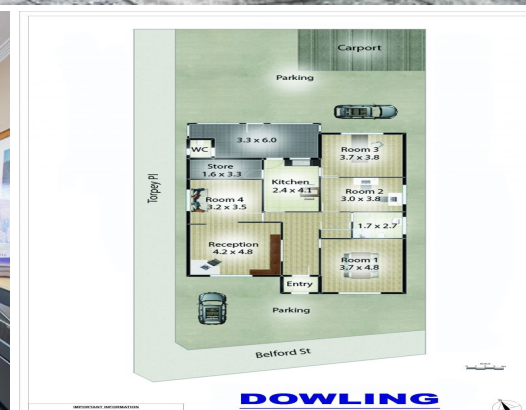 Carport
Parking
3.3 x 6.0
WC
Room 3
3.7 x 3.8
Store
1.6 x 3.3
Kitchen
2.4 x 4.1
Room 2
3.0 x 3.8
Room 4
3.2 x 3.5
1.7 x 2.7
Reception
4.2 x 4.8
Room 1
3.7 x 4.8
Entry
Parking
Torpey Pl
Belford St
DOWLING
IMPORTANT INFORMATION